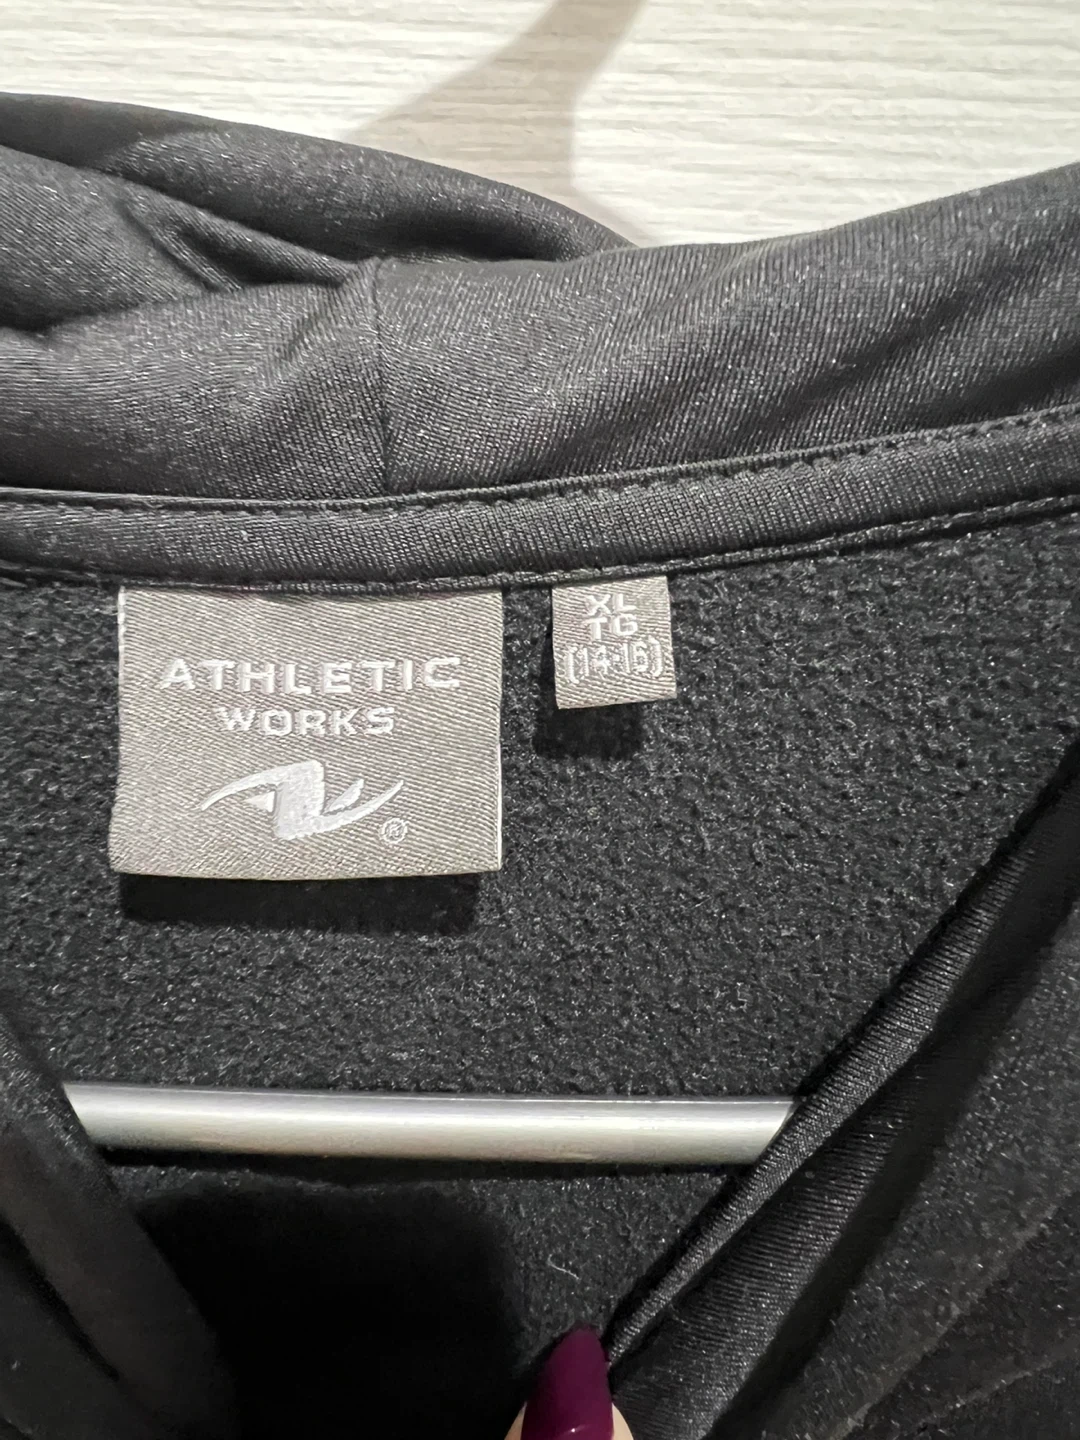 ATHLETIC
WORKS
®
XL
TG
(14-16)